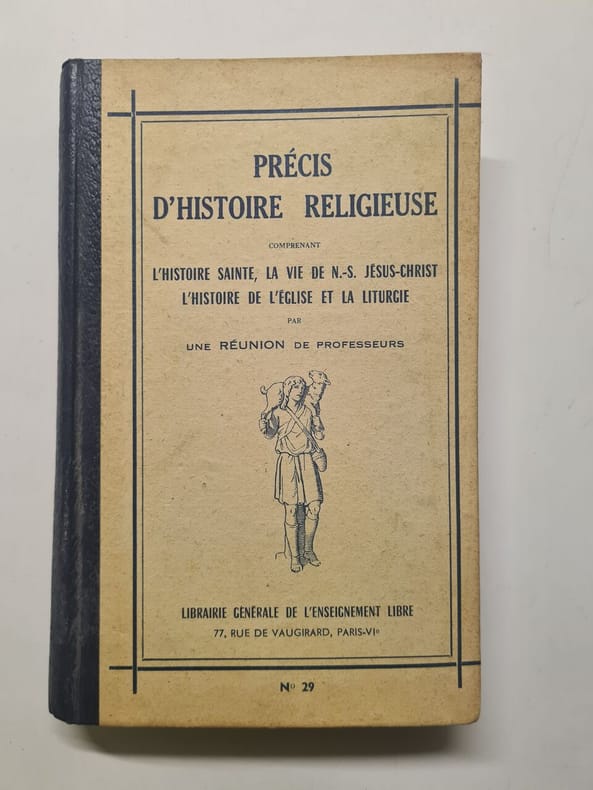 PRÉCIS
D'HISTOIRE RELIGIEUSE
COMPRENANT
L'HISTOIRE SAINTE, LA VIE DE N.-S. JÉSUS-CHRIST
L'HISTOIRE DE L'ÉGLISE ET LA LITURGIE
PAR
UNE RÉUNION DE PROFESSEURS
LIBRAIRIE GÉNÉRALE DE L'ENSEIGNEMENT LIBRE
77, RUE DE VAUGIRARD, PARIS-VIᵉ
Nº 29